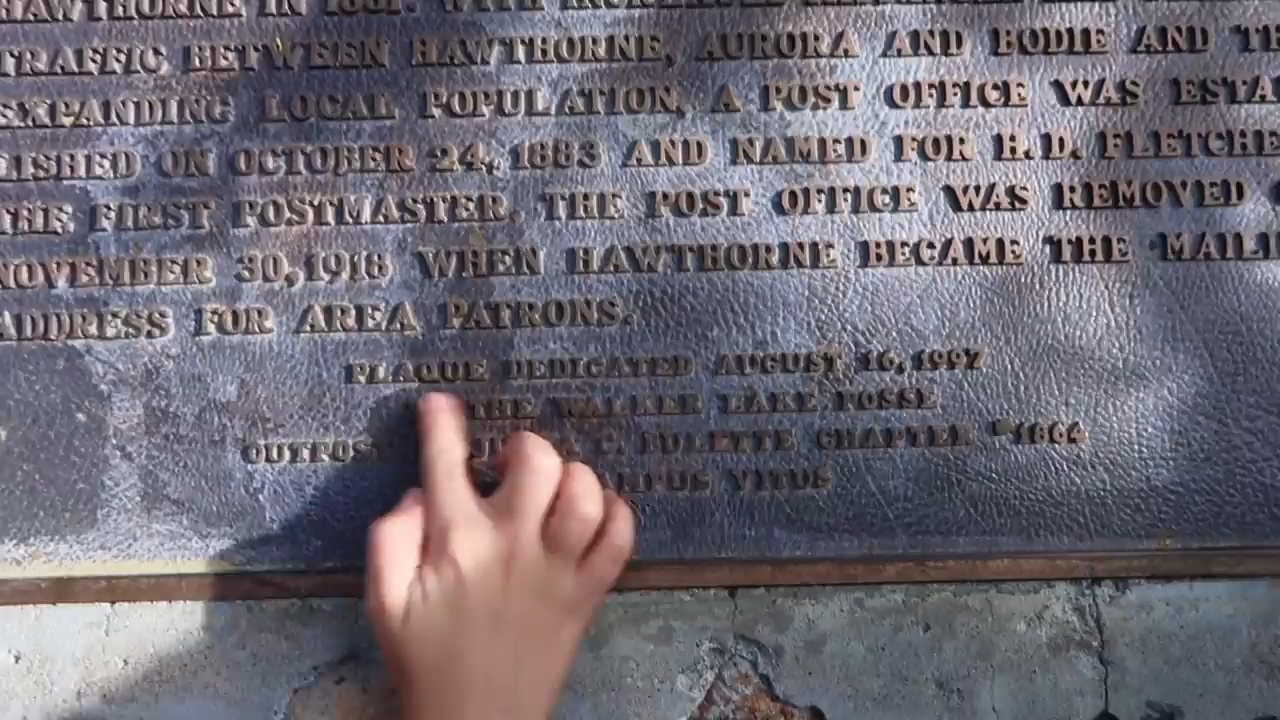 HAWTHORNE IN 1881. WITH INCREASED
TRAFFIC BETWEEN HAWTHORNE, AURORA AND BODIE AND TH
EXPANDING LOCAL POPULATION, A POST OFFICE WAS ESTA
LISHED ON OCTOBER 24, 1883 AND NAMED FOR H.D. FLETCHE
THE FIRST POSTMASTER. THE POST OFFICE WAS REMOVED
NOVEMBER 30, 1918 WHEN HAWTHORNE BECAME THE MAILI
ADDRESS FOR AREA PATRONS.
PLAQUE DEDICATED AUGUST 16, 1997
THE WALKER LAKE POSSE
OUTPOS C. BULETTE CHAPTER #1864
VITUS